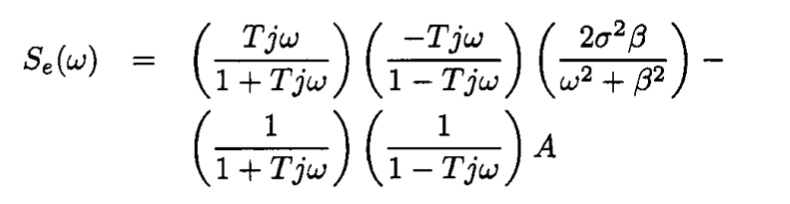 S_e(ω) = (Tjω / (1 + Tjω)) (−Tjω / (1 − Tjω)) (2σ²β / (ω² + β²)) −
(1 / (1 + Tjω)) (1 / (1 − Tjω)) A